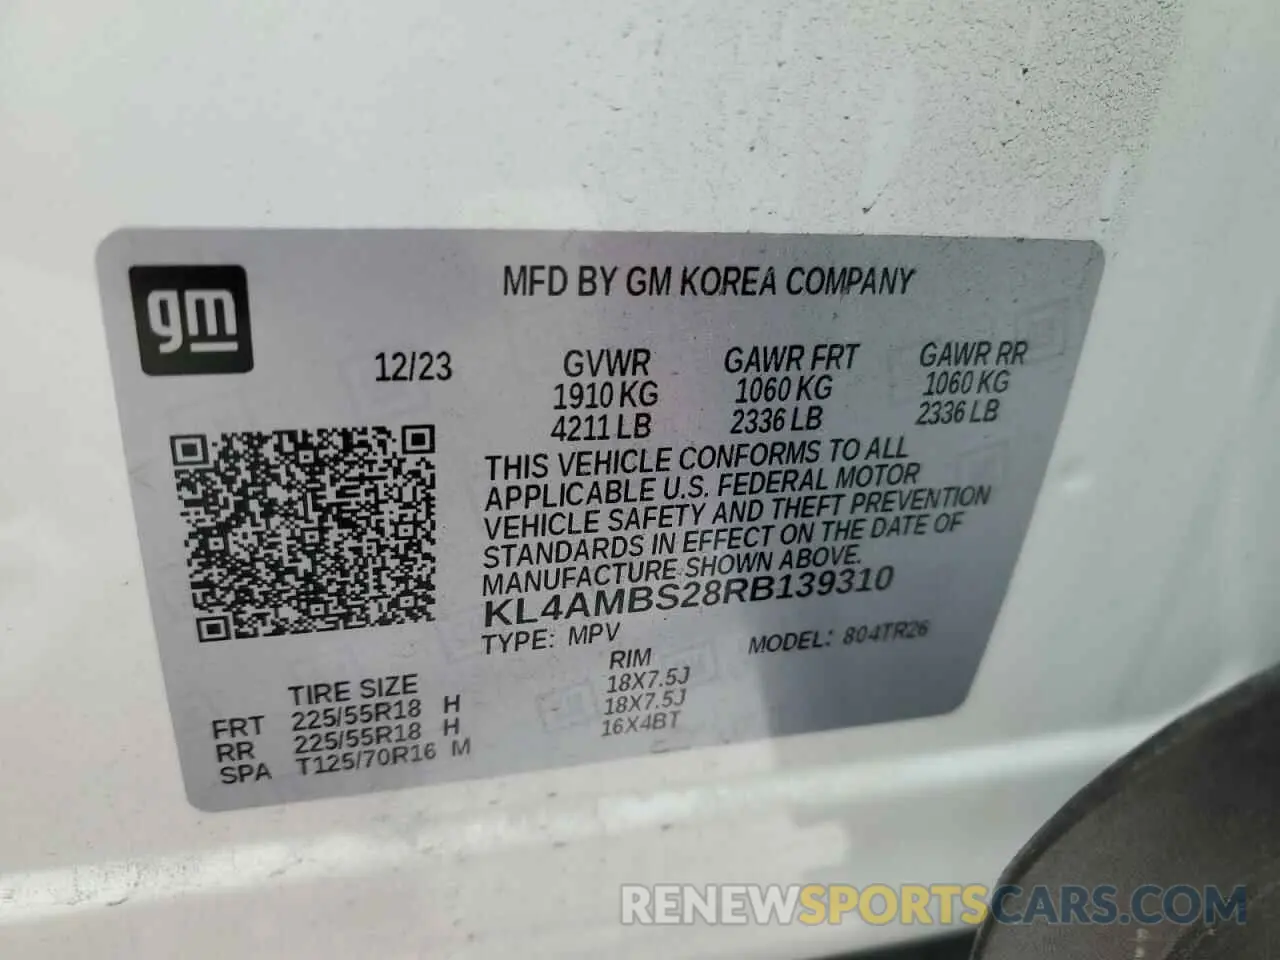 gm
MFD BY GM KOREA COMPANY
12/23
GVWR GAWR FRT GAWR RR
1910 KG 1060 KG 1060 KG
4211 LB 2336 LB 2336 LB
THIS VEHICLE CONFORMS TO ALL
APPLICABLE U.S. FEDERAL MOTOR
VEHICLE SAFETY AND THEFT PREVENTION
STANDARDS IN EFFECT ON THE DATE OF
MANUFACTURE SHOWN ABOVE.
KL4AMBS28RB139310
TYPE: MPV MODEL: 804TR26
TIRE SIZE RIM
FRT 225/55R18 H 18X7.5J
RR 225/55R18 H 18X7.5J
SPA T125/70R16 M 16X4BT
RENEWSPORTSCARS.COM